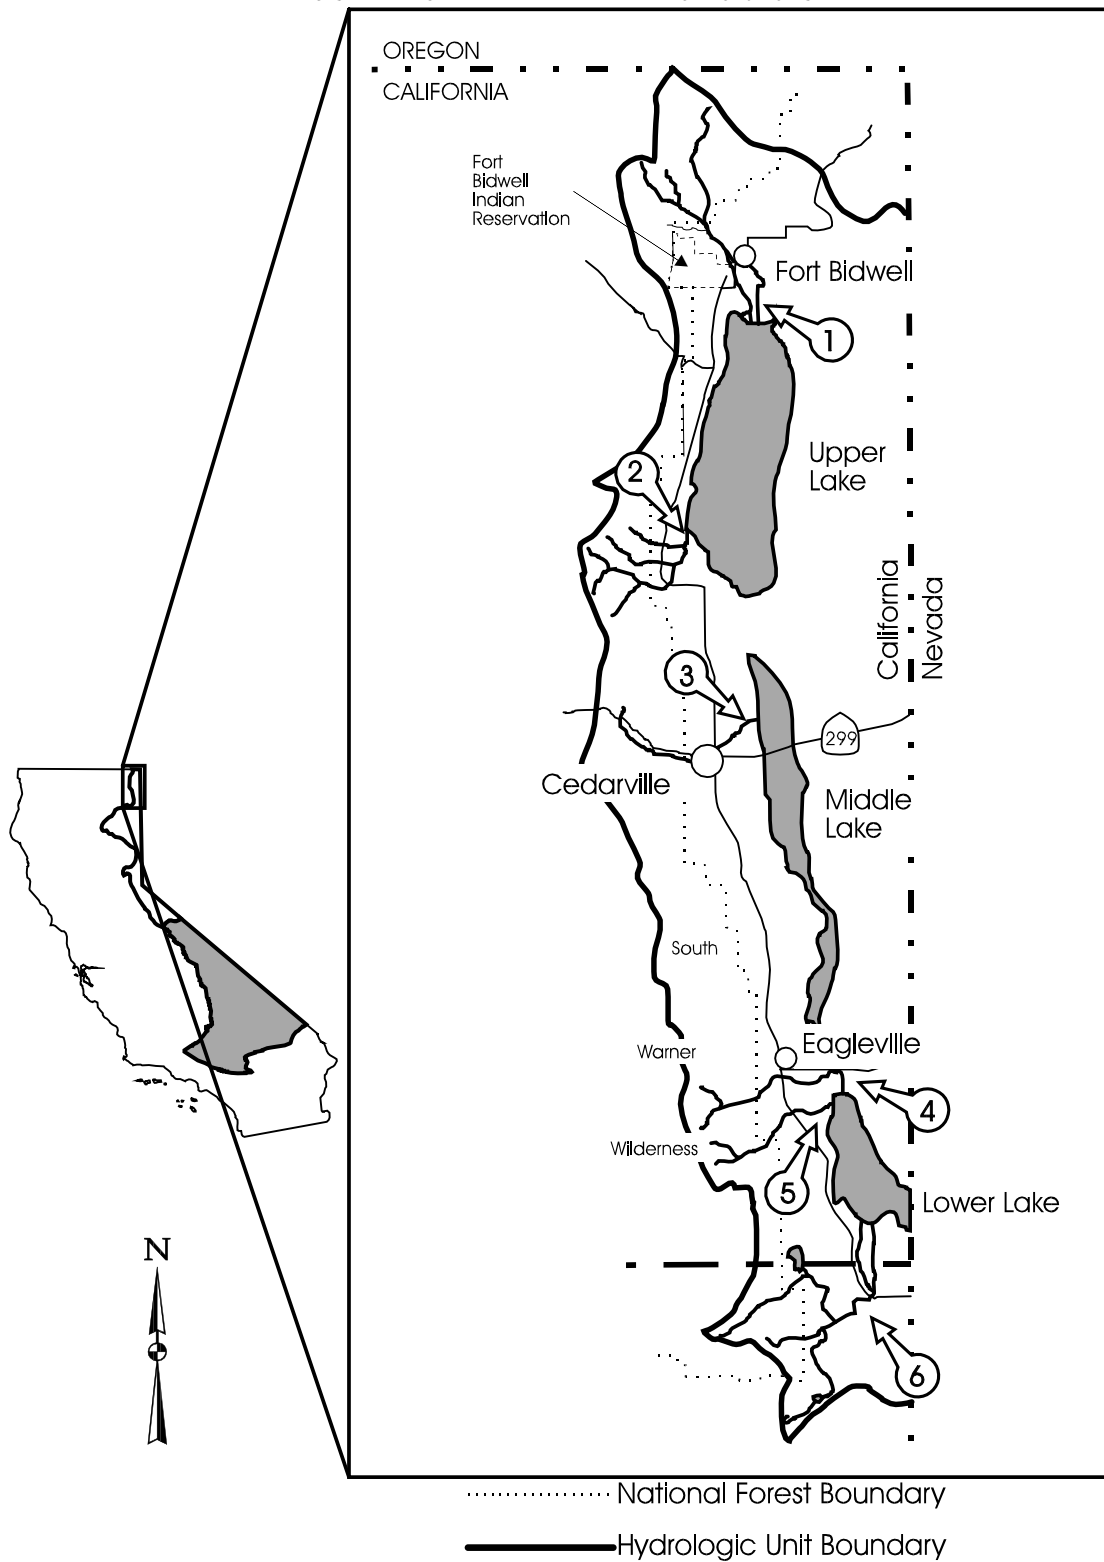 OREGON
CALIFORNIA
Fort
Bidwell
Indian
Reservation
Fort Bidwell
1
Upper
Lake
2
California
Nevada
3
299
Cedarville
Middle
Lake
South
Eagleville
Warner
4
Wilderness
5
Lower Lake
N
6
National Forest Boundary
Hydrologic Unit Boundary